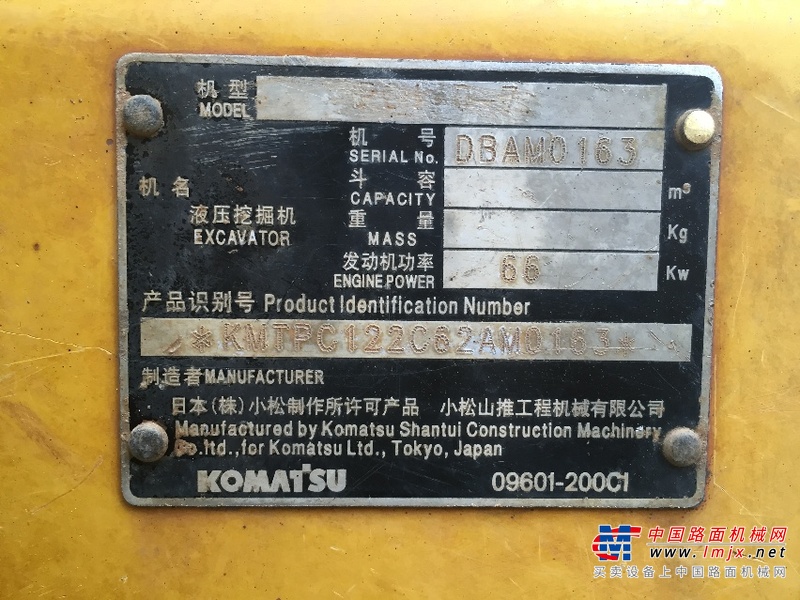 机型
MODEL
机号
SERIAL No.
DBAM0163
机名
斗容
CAPACITY
m³
液压挖掘机
EXCAVATOR
重量
MASS
Kg
发动机功率
ENGINE POWER
66
Kw
产品识别号 Product Identification Number
*KMTPC122C62AM0163*
制造者MANUFACTURER
日本(株)小松制作所许可产品 小松山推工程机械有限公司
Manufactured by Komatsu Shantui Construction Machinery
Co.ltd.,for Komatsu Ltd., Tokyo, Japan
KOMATSU
09601-200C1
中国路面机械网
www.lmjx.net
买卖设备上中国路面机械网